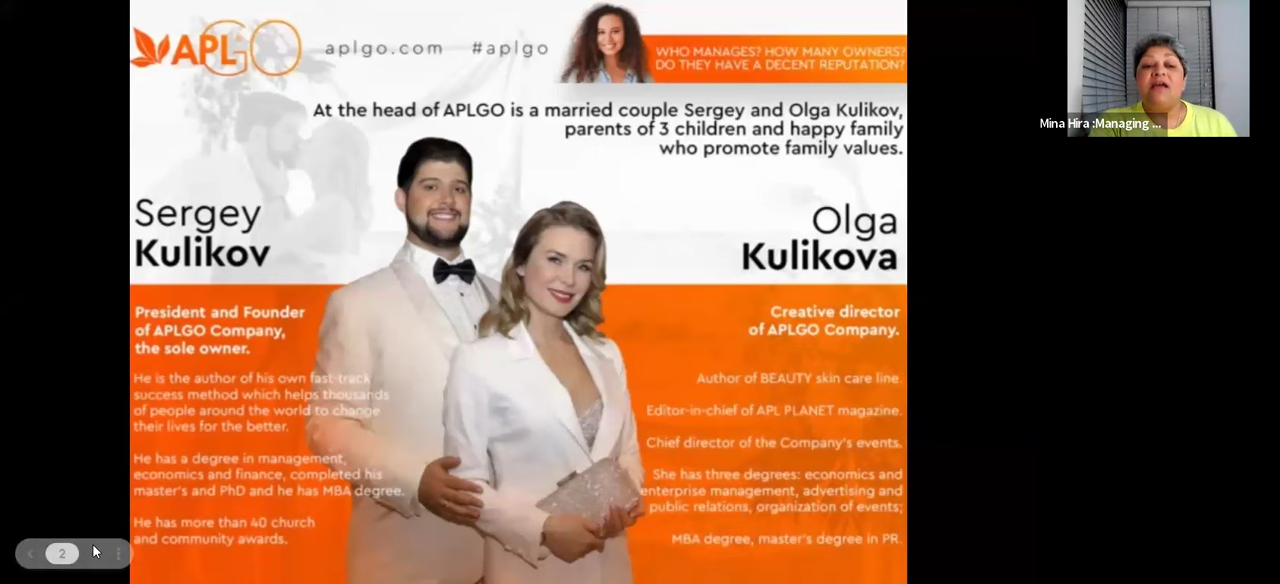 APLGO
aplgo.com #aplgo
WHO MANAGES? HOW MANY OWNERS?
DO THEY HAVE A DECENT REPUTATION?
At the head of APLGO is a married couple Sergey and Olga Kulikov,
parents of 3 children and happy family
who promote family values.
Sergey
Kulikov
President and Founder
of APLGO Company,
the sole owner.
He is the author of his own fast-track
success method which helps thousands
of people around the world to change
their lives for the better.
He has a degree in management,
economics and finance, completed his
master's and PhD and he has MBA degree.
He has more than 40 church
and community awards.
Olga
Kulikova
Creative director
of APLGO Company.
Author of BEAUTY skin care line.
Editor-in-chief of APL PLANET magazine.
Chief director of the Company's events.
She has three degrees: economics and
enterprise management, advertising and
public relations, organization of events;
MBA degree, master's degree in PR.
Mina Hira :Managing ...
2